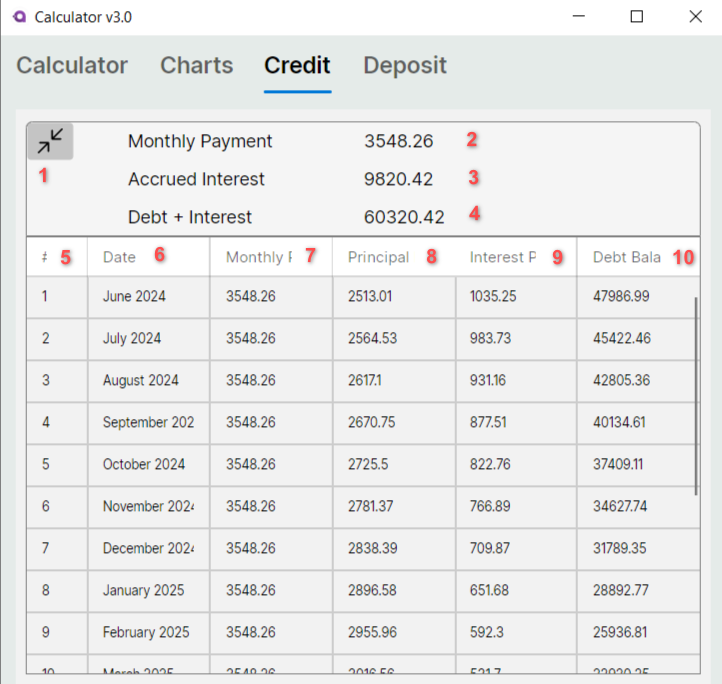 Calculator v3.0
Calculator Charts Credit Deposit
Monthly Payment 3548.26 2
1
Accrued Interest 9820.42 3
Debt + Interest 60320.42 4
5 Date 6 Monthly 7 Principal 8 Interest P 9 Debt Bala 10
1 June 2024 3548.26 2513.01 1035.25 47986.99
2 July 2024 3548.26 2564.53 983.73 45422.46
3 August 2024 3548.26 2617.1 931.16 42805.36
4 September 202 3548.26 2670.75 877.51 40134.61
5 October 2024 3548.26 2725.5 822.76 37409.11
6 November 202 3548.26 2781.37 766.89 34627.74
7 December 202 3548.26 2838.39 709.87 31789.35
8 January 2025 3548.26 2896.58 651.68 28892.77
9 February 2025 3548.26 2955.96 592.3 25936.81
10 March 2025 3548.26